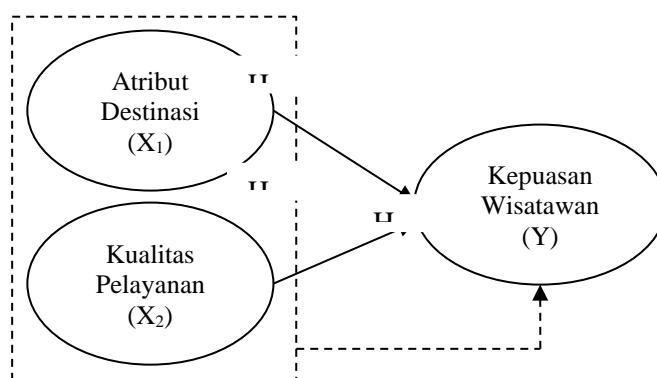 Atribut
Destinasi
(X₁)
Kualitas
Pelayanan
(X₂)
Kepuasan
Wisatawan
(Y)